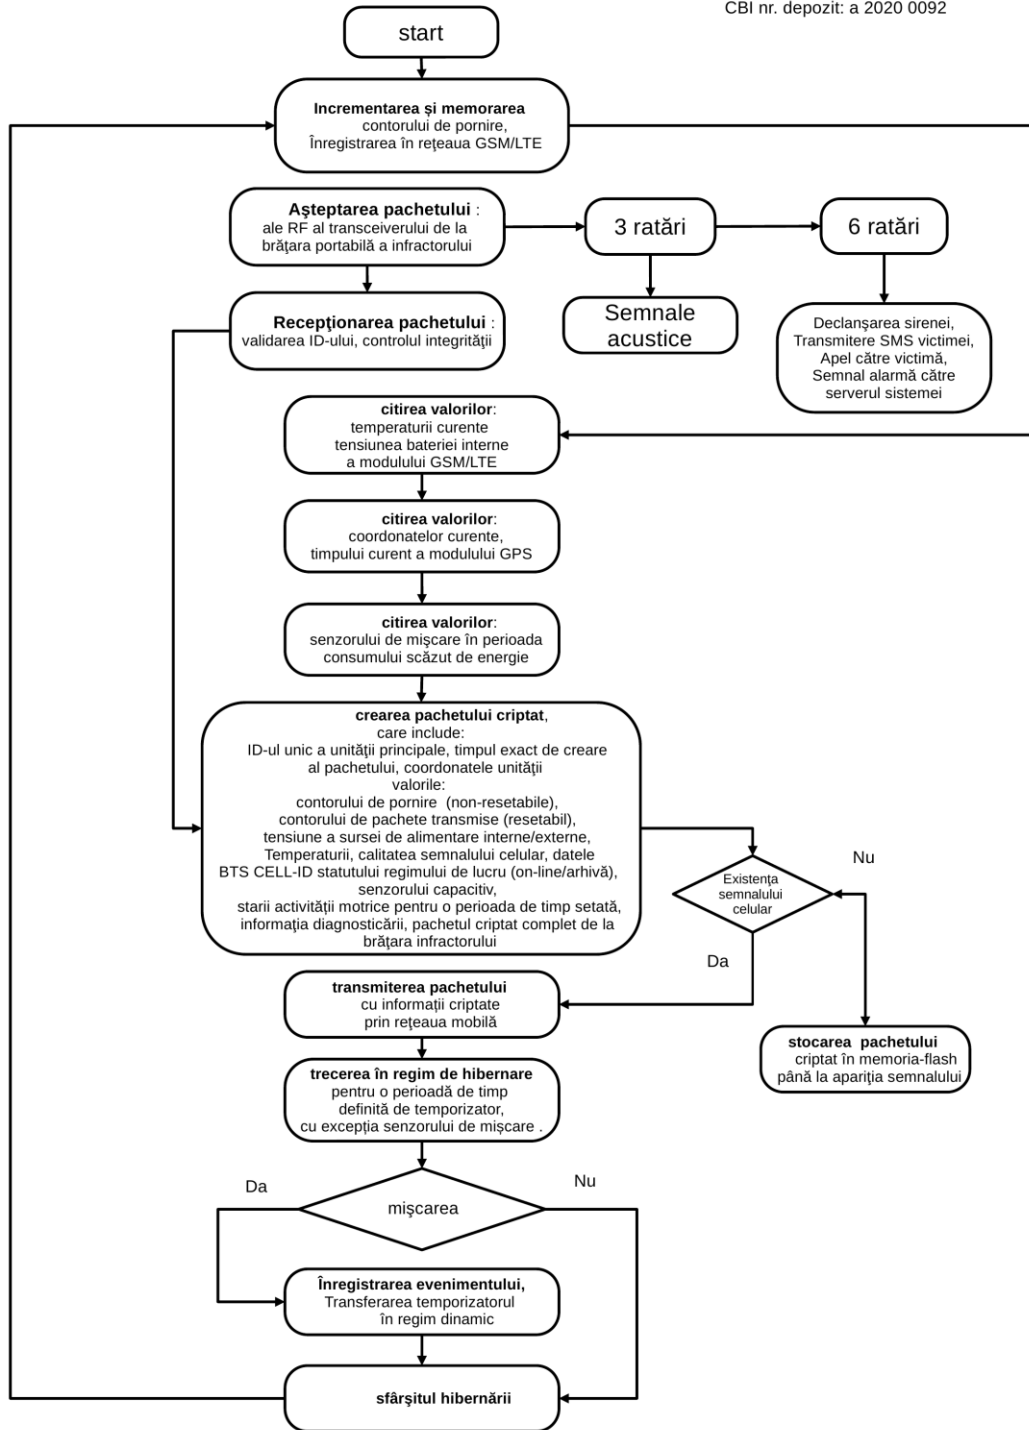 CBI nr. depozit: a 2020 0092
start
Incrementarea și memorarea
contorului de pornire,
Înregistrarea în rețeaua GSM/LTE
Aşteptarea pachetului :
ale RF al transceiverului de la
brăţara portabilă a infractorului
3 ratări
6 ratări
Recepţionarea pachetului :
validarea ID-ului, controlul integrităţii
Semnale
acustice
Declanşarea sirenei,
Transmitere SMS victimei,
Apel către victimă,
Semnal alarmă către
serverul sistemei
citirea valorilor:
temperaturii curente
tensiunea bateriei interne
a modulului GSM/LTE
citirea valorilor:
coordonatelor curente,
timpului curent a modulului GPS
citirea valorilor:
senzorului de mişcare în perioada
consumului scăzut de energie
crearea pachetului criptat,
care include:
ID-ul unic a unităţii principale, timpul exact de creare
al pachetului, coordonatele unităţii
valorile:
contorului de pornire (non-resetabile),
contorului de pachete transmise (resetabil),
tensiune a sursei de alimentare interne/externe,
Temperaturii, calitatea semnalului celular, datele
BTS CELL-ID statutului regimului de lucru (on-line/arhivă),
senzorului capacitiv,
starii activităţii motrice pentru o perioada de timp setată,
informaţia diagnosticării, pachetul criptat complet de la
brăţara infractorului
Existenţa
semnalului
celular
Nu
Da
transmiterea pachetului
cu informații criptate
prin reţeaua mobilă
stocarea pachetului
criptat în memoria-flash
până la apariţia semnalului
trecerea în regim de hibernare
pentru o perioadă de timp
definită de temporizator,
cu excepția senzorului de mișcare .
Da
Nu
mişcarea
Înregistrarea evenimentului,
Transferarea temporizatorul
în regim dinamic
sfârşitul hibernării